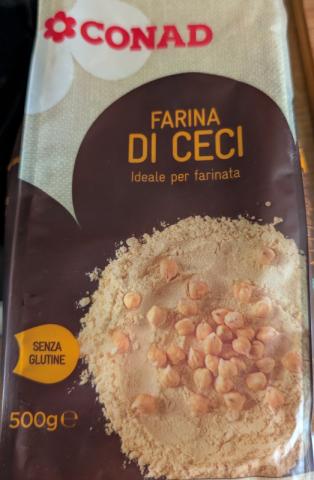 CONAD
FARINA
DI CECI
Ideale per farinata
SENZA
GLUTINE
500g e